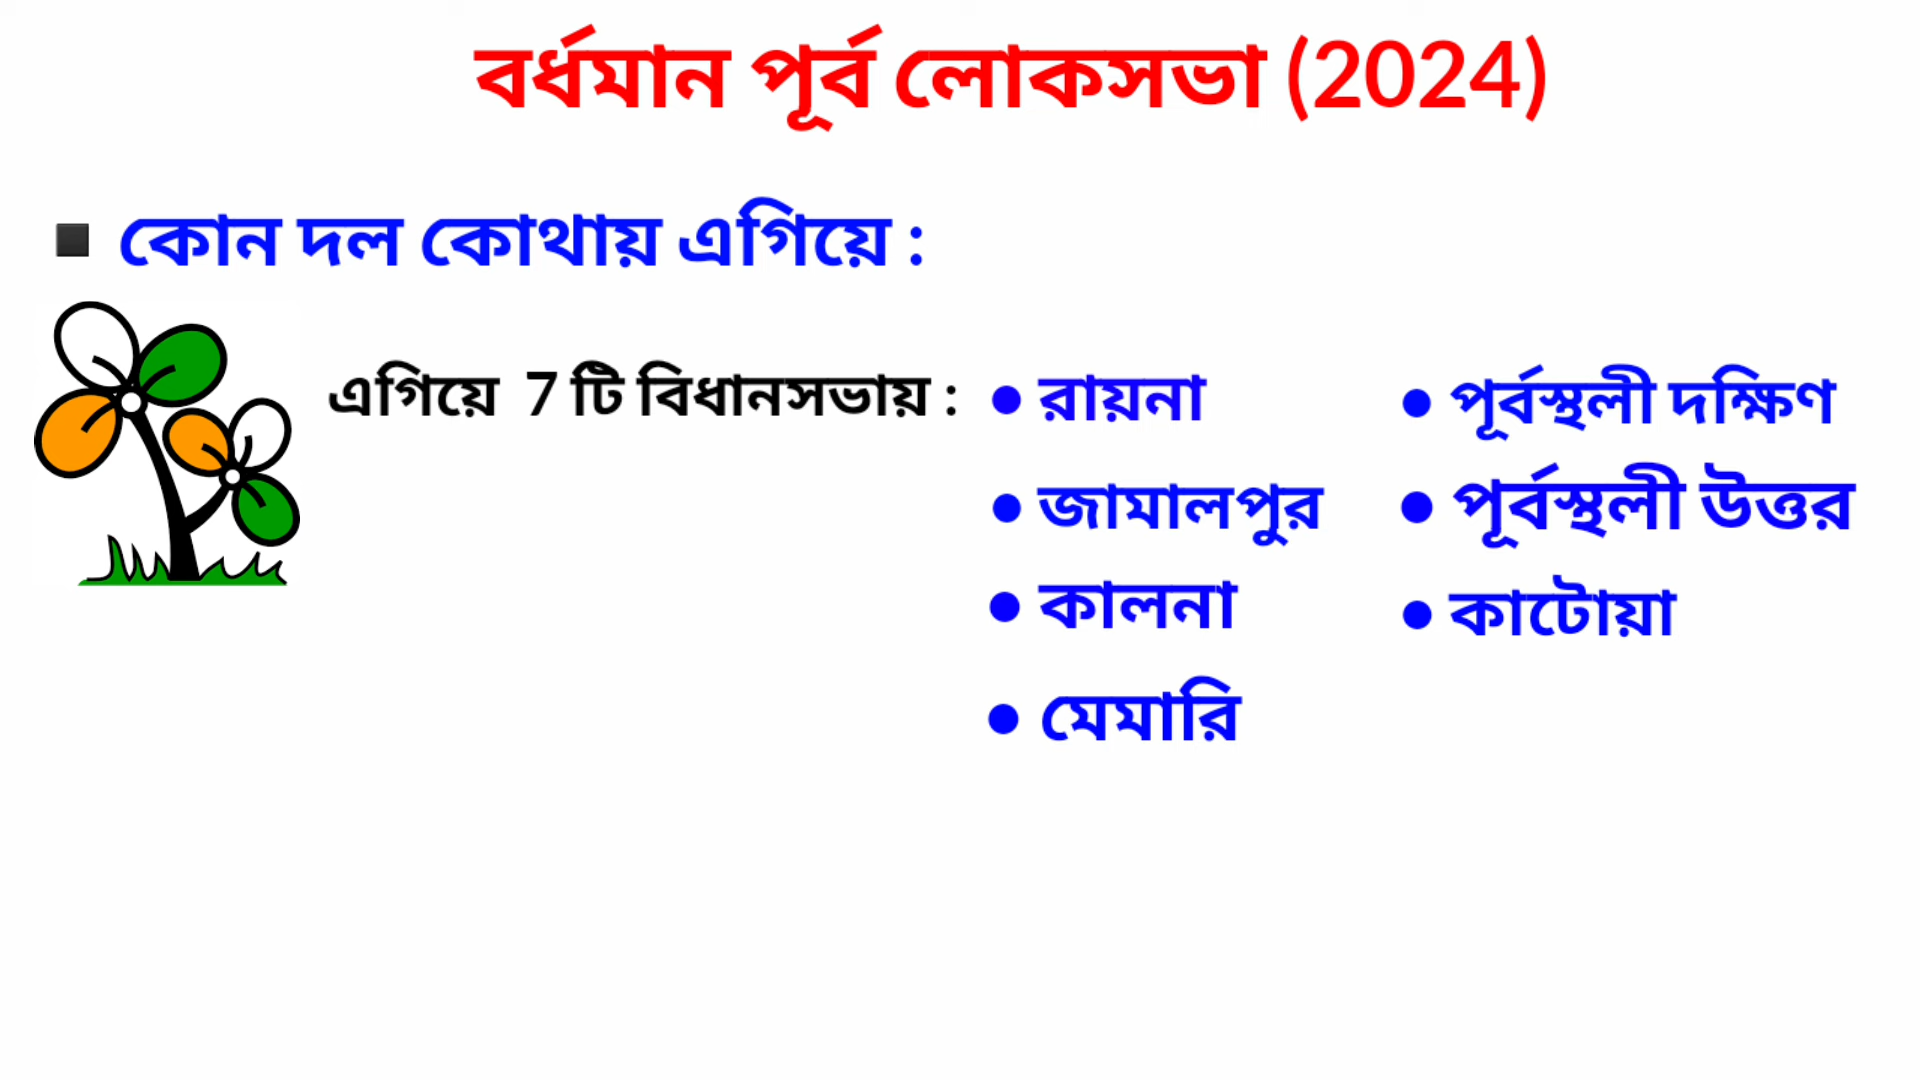 বর্ধমান পূর্ব লোকসভা (2024)
▪ কোন দল কোথায় এগিয়ে :
এগিয়ে 7 টি বিধানসভায় :
• রায়না
• জামালপুর
• কালনা
• মেমারি
• পূর্বস্থলী দক্ষিণ
• পূর্বস্থলী উত্তর
• কাটোয়া